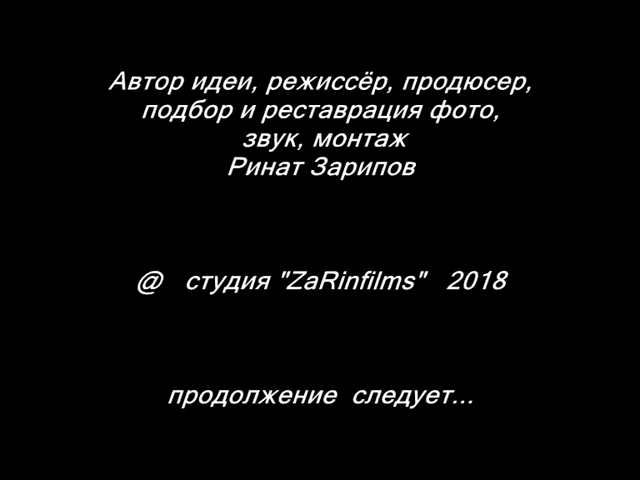 Автор идеи, режиссёр, продюсер,
подбор и реставрация фото,
звук, монтаж
Ринат Зарипов
@ студия "ZaRinfilms" 2018
продолжение следует...